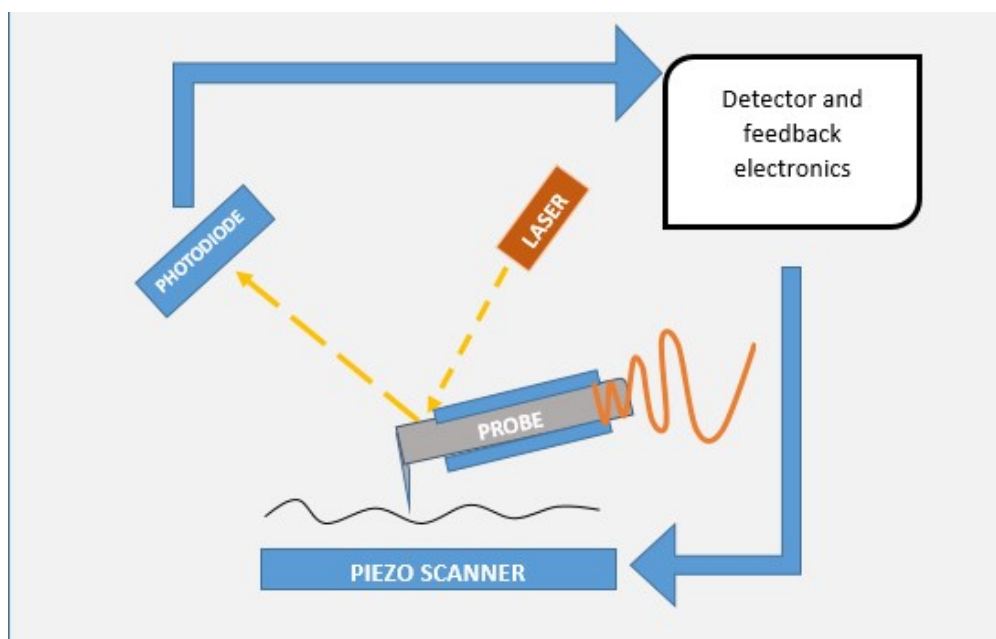 Detector and
feedback
electronics
PHOTODIODE
LASER
PROBE
PIEZO SCANNER